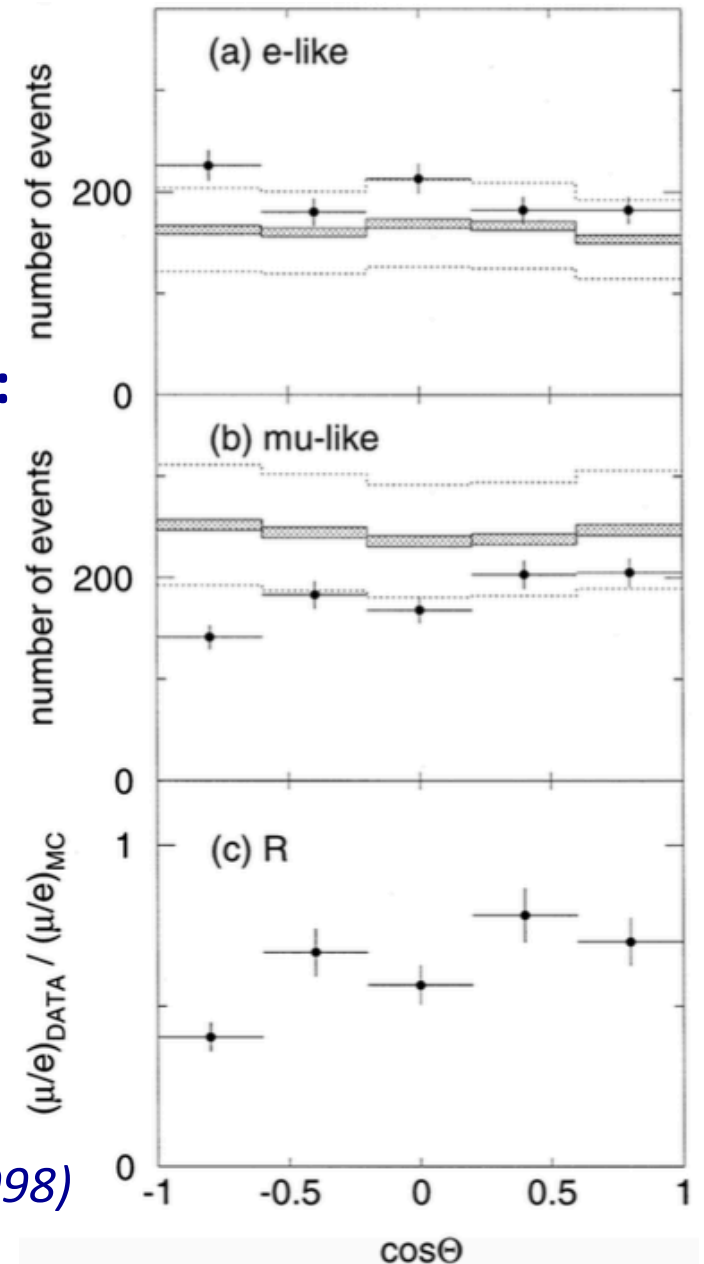 (a) e-like
number of events
200
0
:
(b) mu-like
number of events
200
0
(c) R
(μ/e)DATA / (μ/e)MC
1
0
-1 -0.5 0 0.5 1
cosΘ
998)